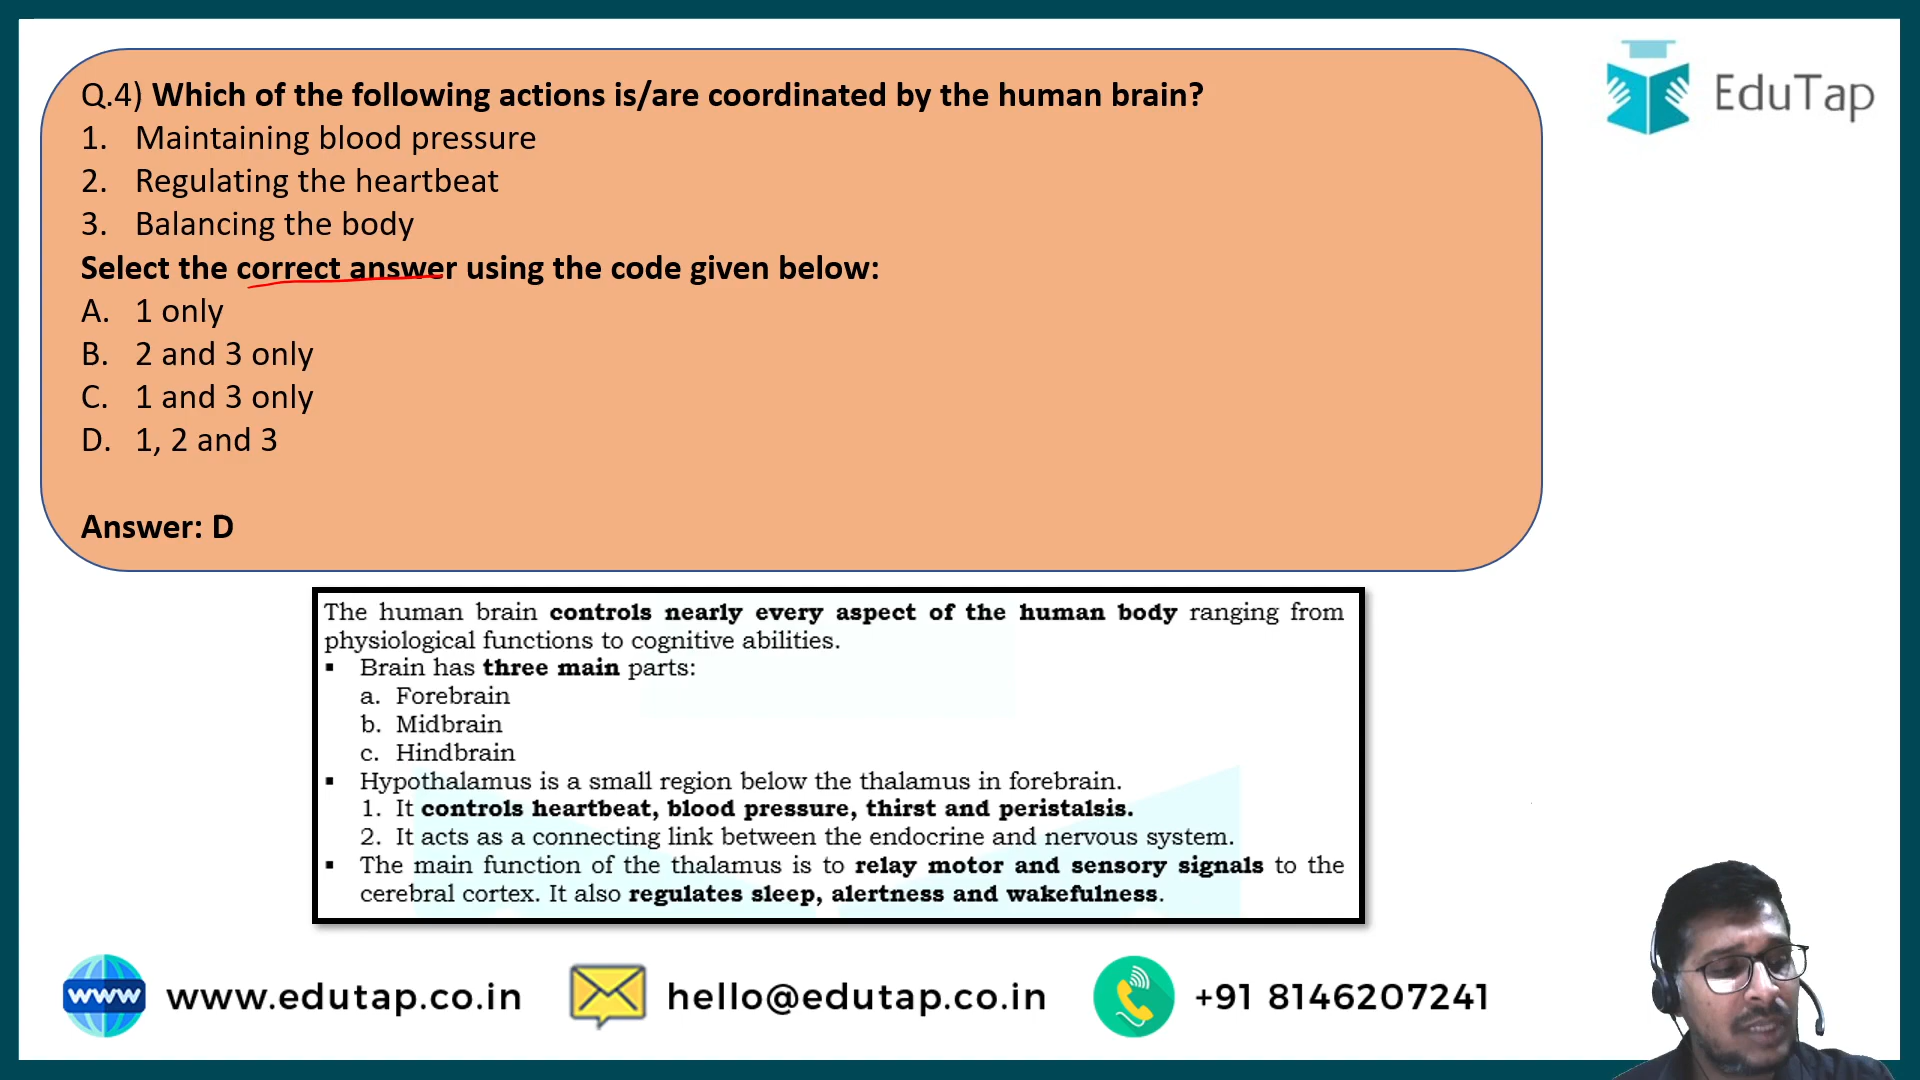 Q.4) Which of the following actions is/are coordinated by the human brain?
1. Maintaining blood pressure
2. Regulating the heartbeat
3. Balancing the body
Select the correct answer using the code given below:
A. 1 only
B. 2 and 3 only
C. 1 and 3 only
D. 1, 2 and 3
Answer: D
EduTap
The human brain controls nearly every aspect of the human body ranging from
physiological functions to cognitive abilities.
▪ Brain has three main parts:
a. Forebrain
b. Midbrain
c. Hindbrain
▪ Hypothalamus is a small region below the thalamus in forebrain.
1. It controls heartbeat, blood pressure, thirst and peristalsis.
2. It acts as a connecting link between the endocrine and nervous system.
▪ The main function of the thalamus is to relay motor and sensory signals to the
cerebral cortex. It also regulates sleep, alertness and wakefulness.
www www.edutap.co.in hello@edutap.co.in +91 8146207241